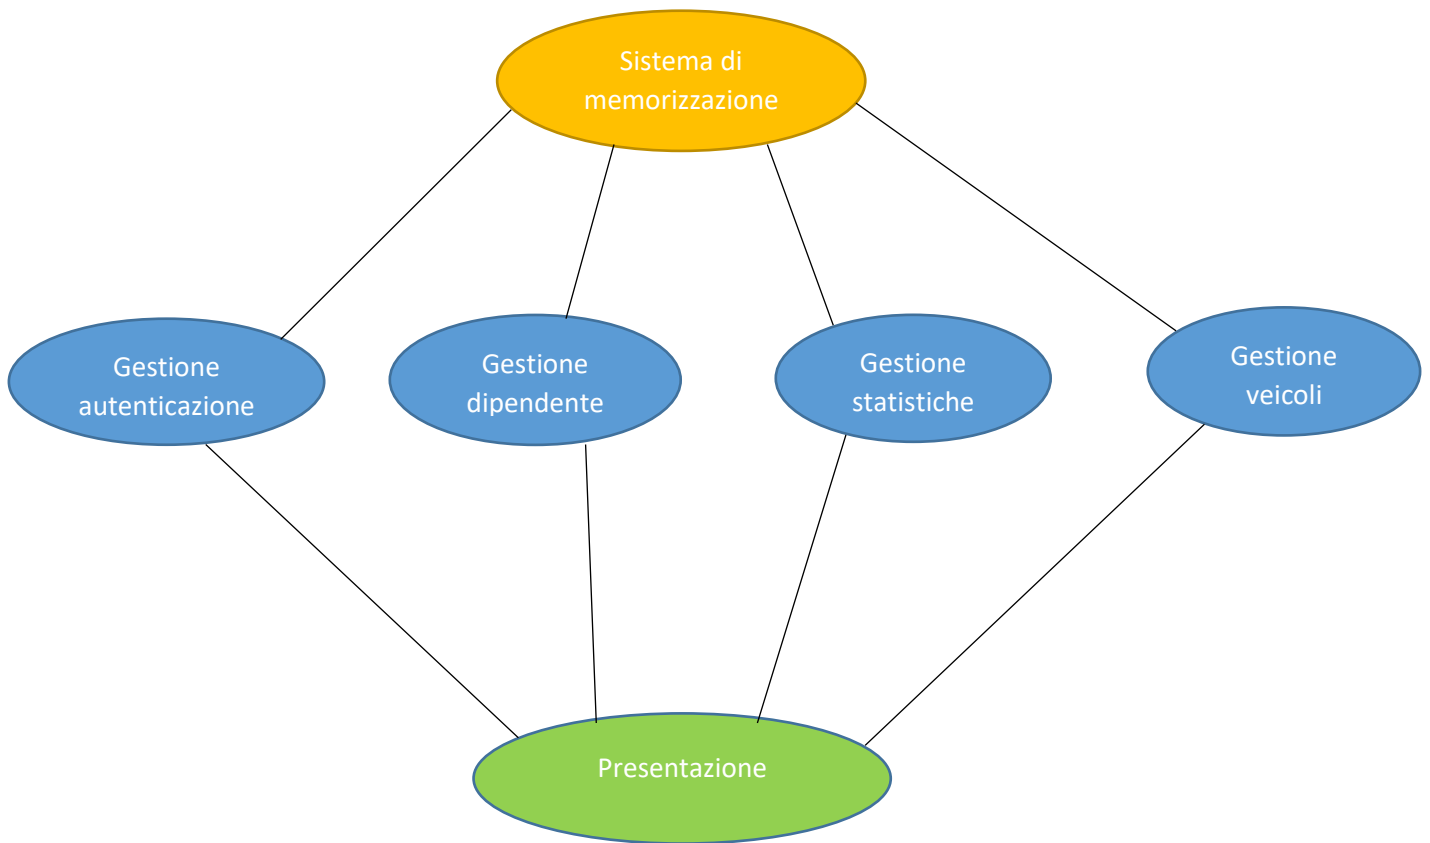 Sistema di
memorizzazione
Gestione
autenticazione
Gestione
dipendente
Gestione
statistiche
Gestione
veicoli
Presentazione